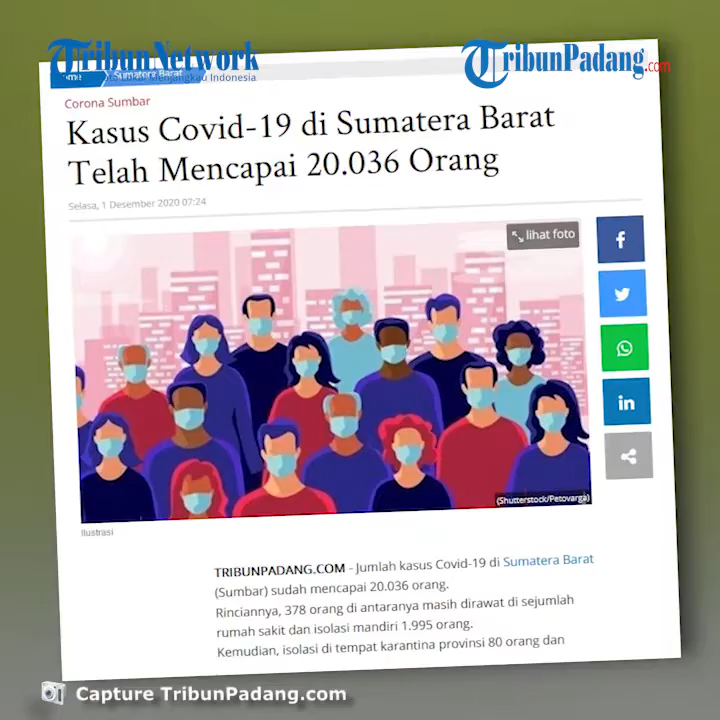 TribunNetwork
Menjangkau Indonesia
Sumatera Barat
TribunPadang.com
Corona Sumbar
Kasus Covid-19 di Sumatera Barat
Telah Mencapai 20.036 Orang
Selasa, 1 Desember 2020 07:24
lihat foto
(Shutterstock/Petovarga)
Ilustrasi
TRIBUNPADANG.COM - Jumlah kasus Covid-19 di Sumatera Barat
(Sumbar) sudah mencapai 20.036 orang.
Rinciannya, 378 orang di antaranya masih dirawat di sejumlah
rumah sakit dan isolasi mandiri 1.995 orang.
Kemudian, isolasi di tempat karantina provinsi 80 orang dan
Capture TribunPadang.com